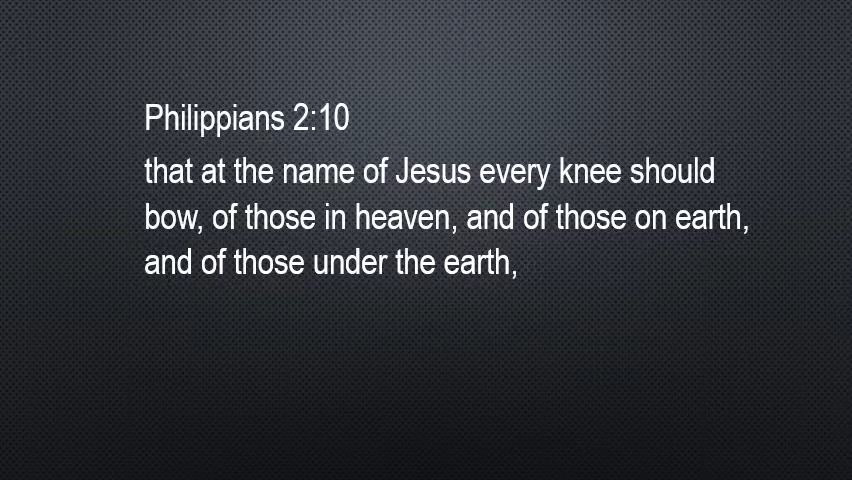 Philippians 2:10
that at the name of Jesus every knee should
bow, of those in heaven, and of those on earth,
and of those under the earth,